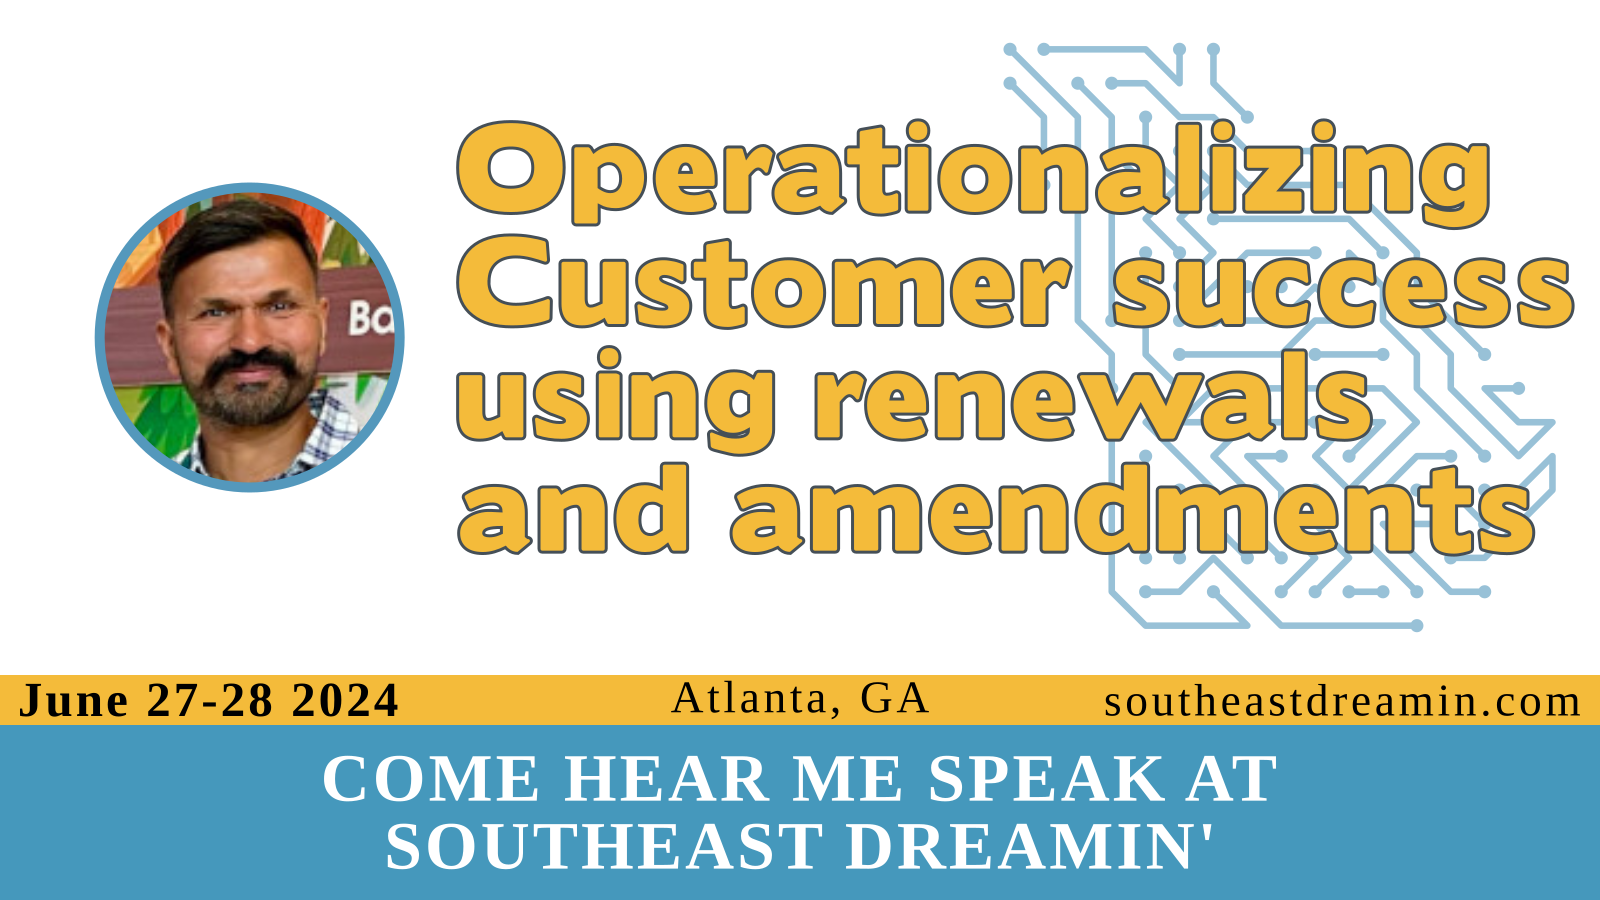 Operationalizing
Customer success
using renewals
and amendments
Ba
June 27-28 2024
Atlanta, GA
southeastdreamin.com
COME HEAR ME SPEAK AT
SOUTHEAST DREAMIN'